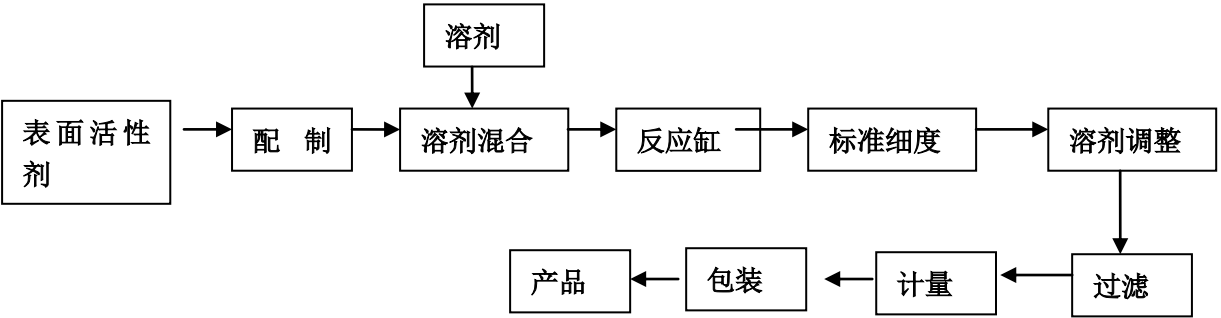 溶剂
表面活性
剂
配 制
溶剂混合
反应缸
标准细度
溶剂调整
产品
包装
计量
过滤